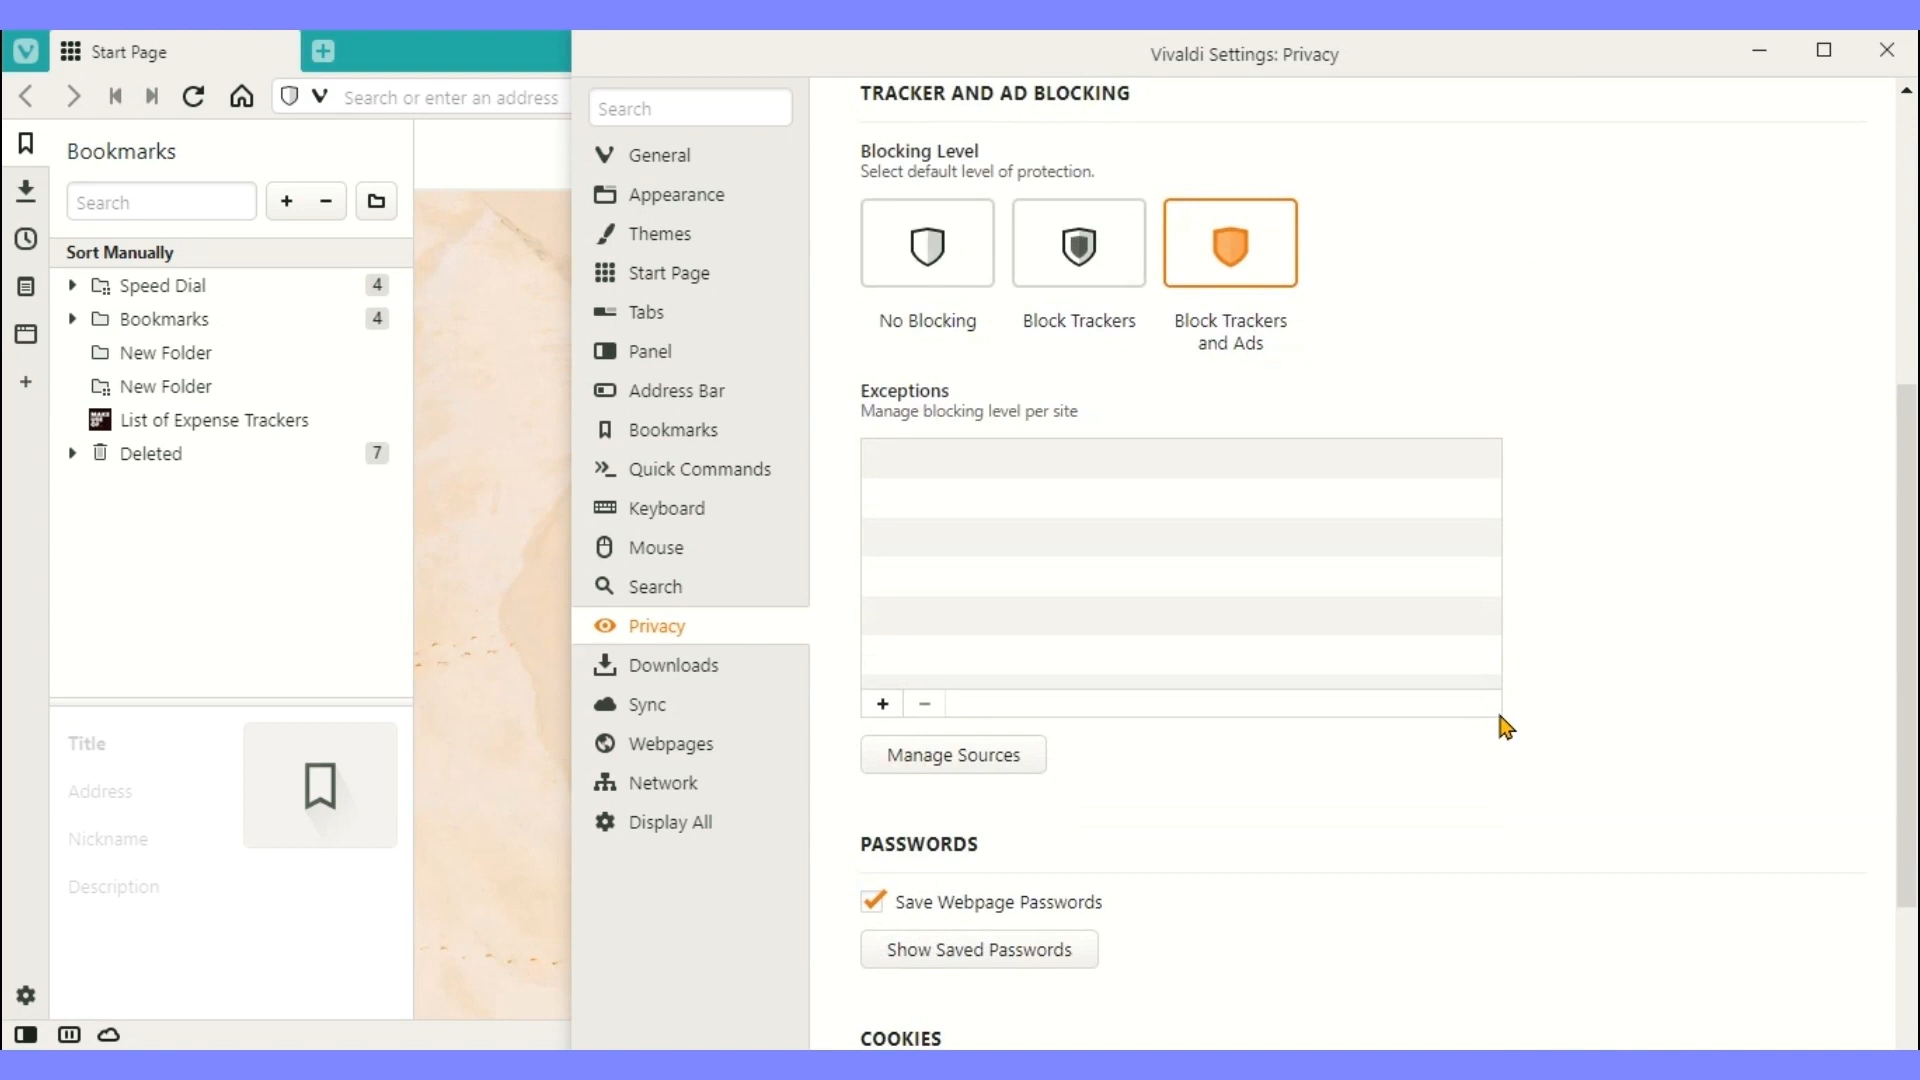 Start Page
Search or enter an address
Bookmarks
Search
Sort Manually
Speed Dial 4
Bookmarks 4
New Folder
New Folder
List of Expense Trackers
Deleted 7
Title
Address
Nickname
Description
Vivaldi Settings: Privacy
Search
General
Appearance
Themes
Start Page
Tabs
Panel
Address Bar
Bookmarks
Quick Commands
Keyboard
Mouse
Search
Privacy
Downloads
Sync
Webpages
Network
Display All
TRACKER AND AD BLOCKING
Blocking Level
Select default level of protection.
No Blocking
Block Trackers
Block Trackers
and Ads
Exceptions
Manage blocking level per site
Manage Sources
PASSWORDS
Save Webpage Passwords
Show Saved Passwords
COOKIES